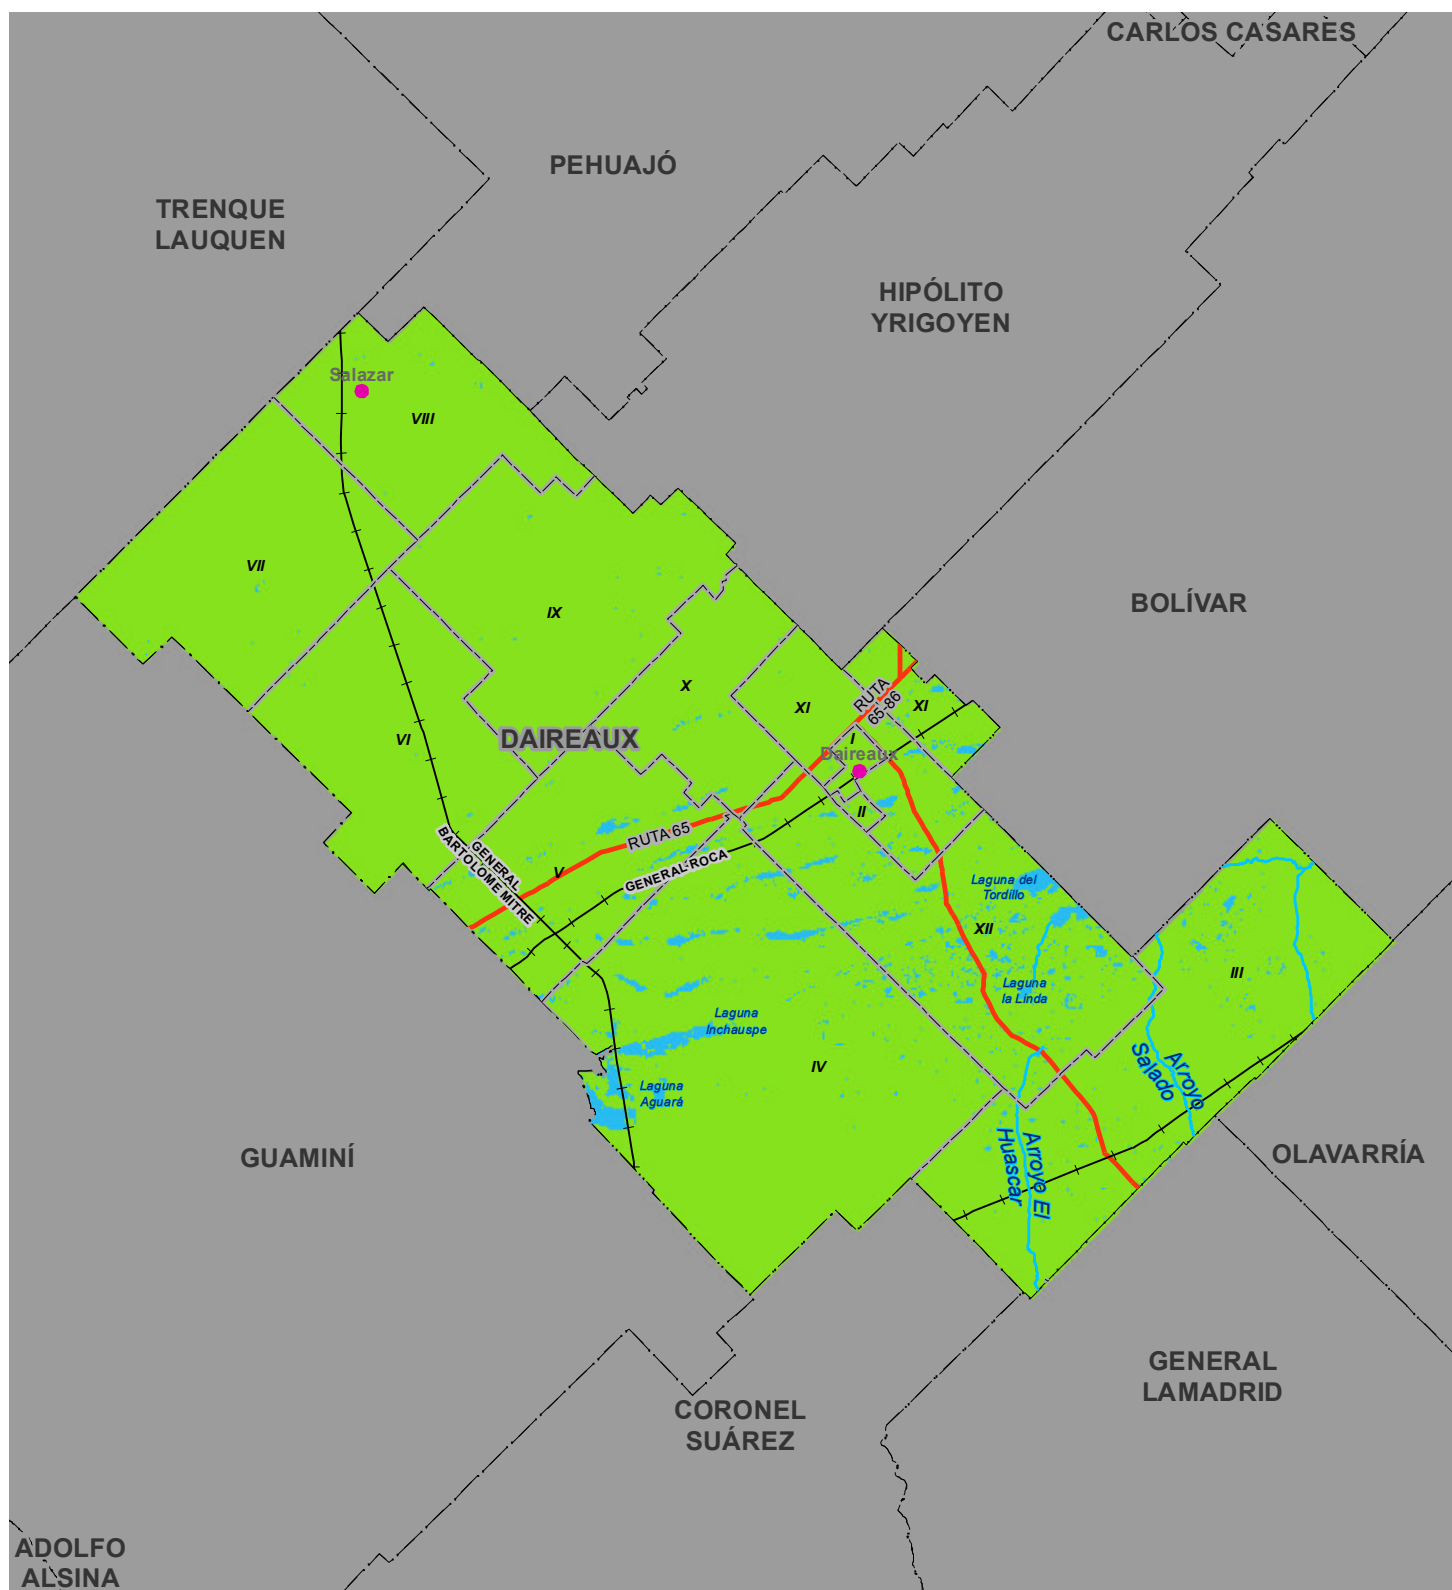 CARLOS CASARES
PEHUAJÓ
TRENQUE
LAUQUEN
HIPÓLITO
YRIGOYEN
Salazar
VIII
VII
IX
BOLÍVAR
X
XI
RUTA
65-86
XI
VI
DAIREAUX
I
Daireaux
II
RUTA 65
GENERAL
BARTOLOME MITRE
V
GENERAL ROCA
Laguna del
Tordillo
XII
III
Laguna
la Linda
Laguna
Inchauspe
IV
Laguna
Aguará
Arroyo
Salado
Arroyo El
Huascar
GUAMINÍ
OLAVARRÍA
GENERAL
LAMADRID
CORONEL
SUÁREZ
ADOLFO
ALSINA